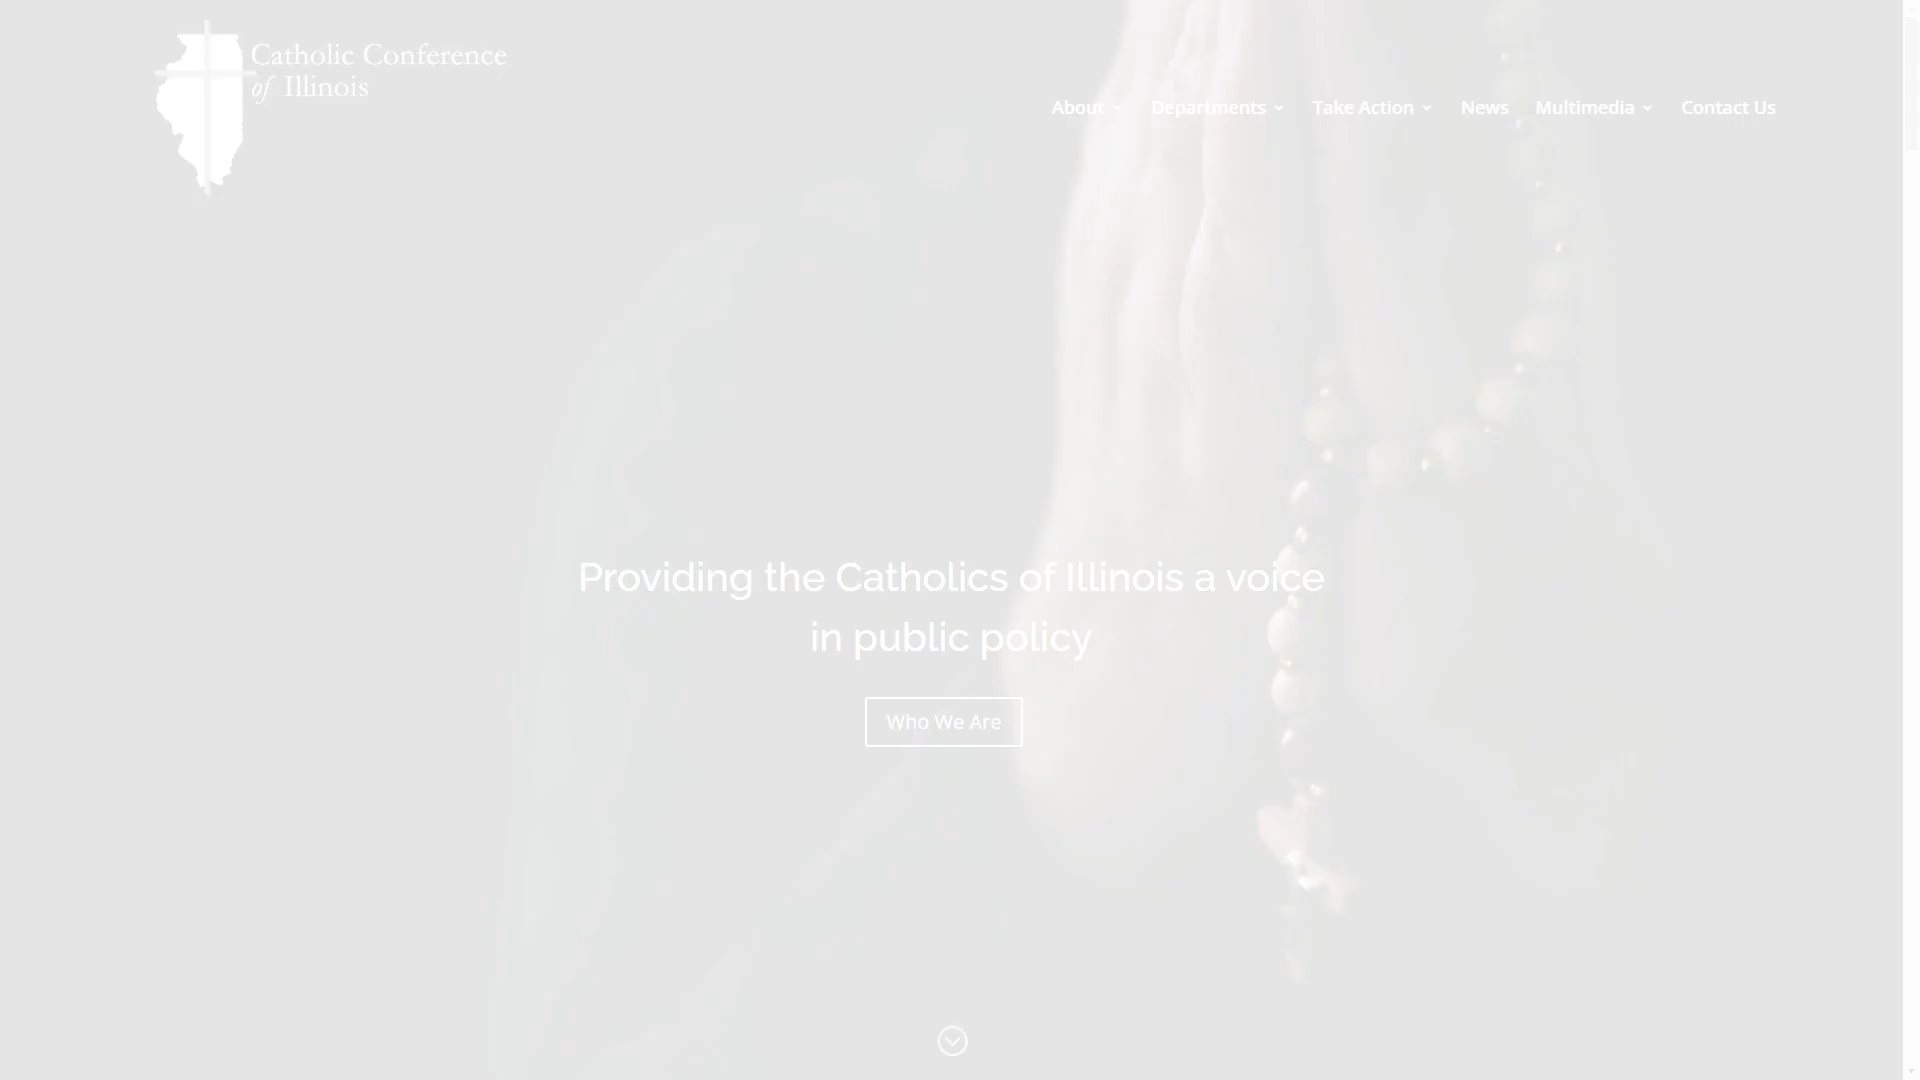 Catholic Conference
of Illinois
About Departments Take Action News Multimedia Contact Us
Providing the Catholics of Illinois a voice
in public policy
Who We Are